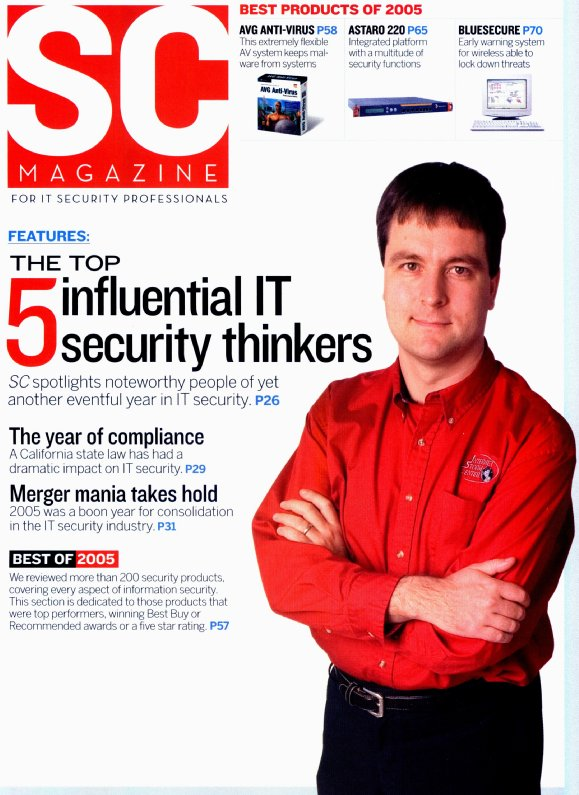 BEST PRODUCTS OF 2005
SC
MAGAZINE
FOR IT SECURITY PROFESSIONALS
AVG ANTI-VIRUS P58
This extremely flexible
AV system keeps mal-
ware from systems
AVG Anti-Virus
ASTARO 220 P65
Integrated platform
with a multitude of
security functions
BLUESECURE P70
Early warning system
for wireless able to
lock down threats
FEATURES:
THE TOP
5 influential IT
security thinkers
SC spotlights noteworthy people of yet
another eventful year in IT security. P26
The year of compliance
A California state law has had a
dramatic impact on IT security. P29
Merger mania takes hold
2005 was a boon year for consolidation
in the IT security industry. P31
BEST OF 2005
We reviewed more than 200 security products,
covering every aspect of information security.
This section is dedicated to those products that
were top performers, winning Best Buy or
Recommended awards or a five star rating. P57